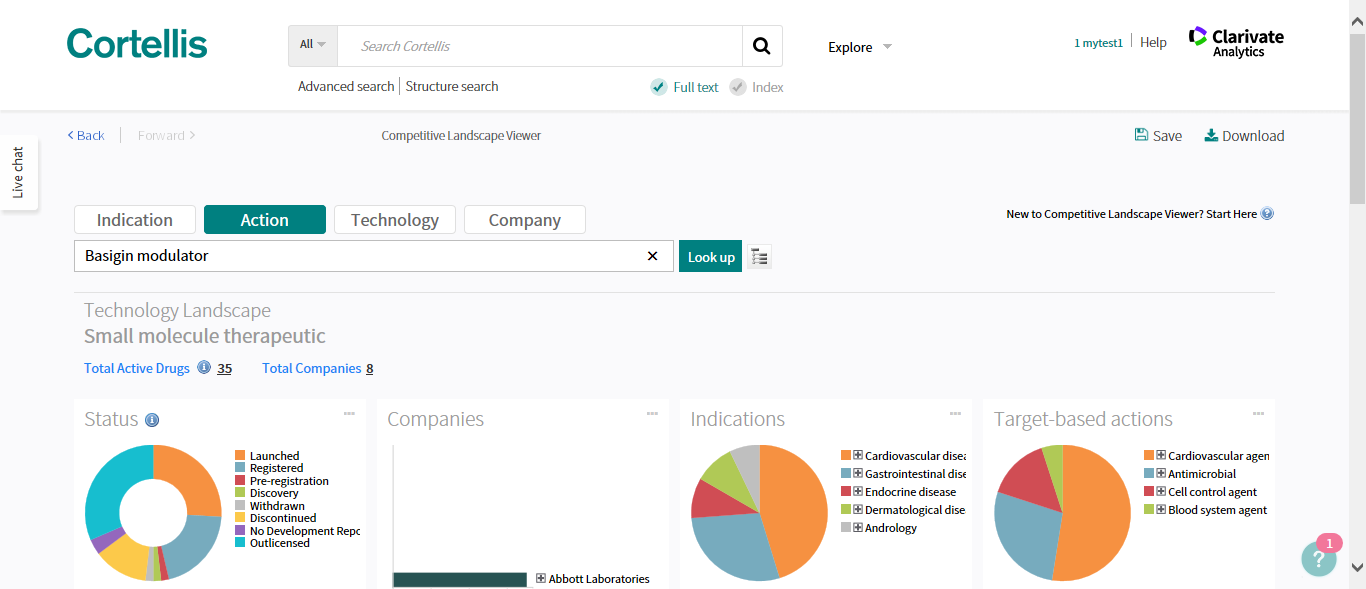 Cortellis
All
Search Cortellis
Explore
1 mytest1
Help
Clarivate
Analytics
Advanced search
Structure search
Full text
Index
Back
Forward
Competitive Landscape Viewer
Save
Download
Live chat
Indication
Action
Technology
Company
New to Competitive Landscape Viewer? Start Here
Basigin modulator
Look up
Technology Landscape
Small molecule therapeutic
Total Active Drugs 35
Total Companies 8
Status
Launched
Registered
Pre-registration
Discovery
Withdrawn
Discontinued
No Development Repo
Outlicensed
Companies
Abbott Laboratories
Indications
Cardiovascular disea
Gastrointestinal dise
Endocrine disease
Dermatological dise
Andrology
Target-based actions
Cardiovascular agen
Antimicrobial
Cell control agent
Blood system agent
1
?